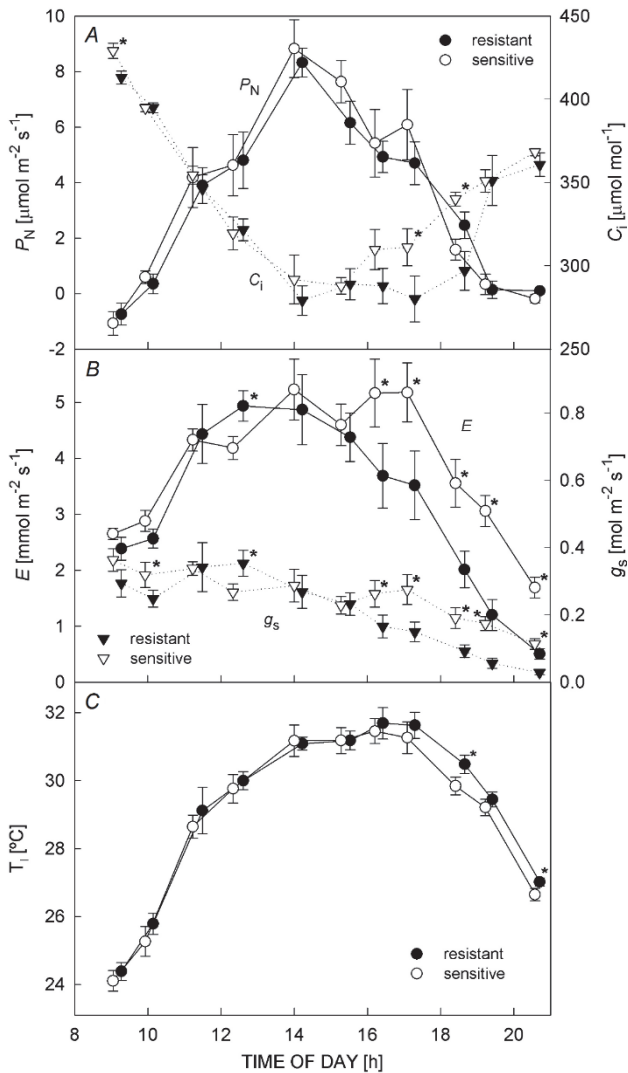 A
resistant
sensitive
P_N
C_i
P_N [μmol m⁻² s⁻¹]
C_i [μmol mol⁻¹]
10
8
6
4
2
0
-2
450
400
350
300
250
B
E
g_s
resistant
sensitive
E [mmol m⁻² s⁻¹]
g_s [mol m⁻² s⁻¹]
5
4
3
2
1
0
0.8
0.6
0.4
0.2
0.0
* * * * * * * * * * * * * * * * *
C
T_l [ºC]
32
30
28
26
24
resistant
sensitive
8 10 12 14 16 18 20
TIME OF DAY [h]